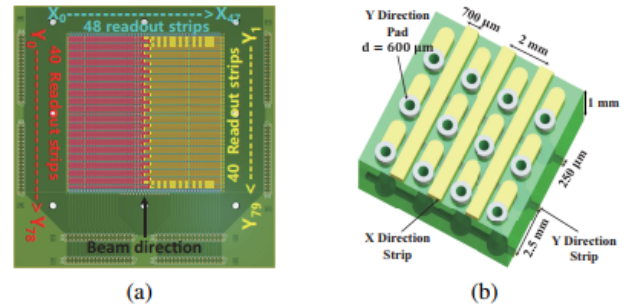 X0 X47
48 readout strips
Y0 Y1
40 Readout strips
40 Readout strips
Y78 Y79
Beam direction
(a)
Y Direction
Pad
d = 600 μm
700 μm
2 mm
1 mm
250 μm
2.5 mm
X Direction
Strip
Y Direction
Strip
(b)